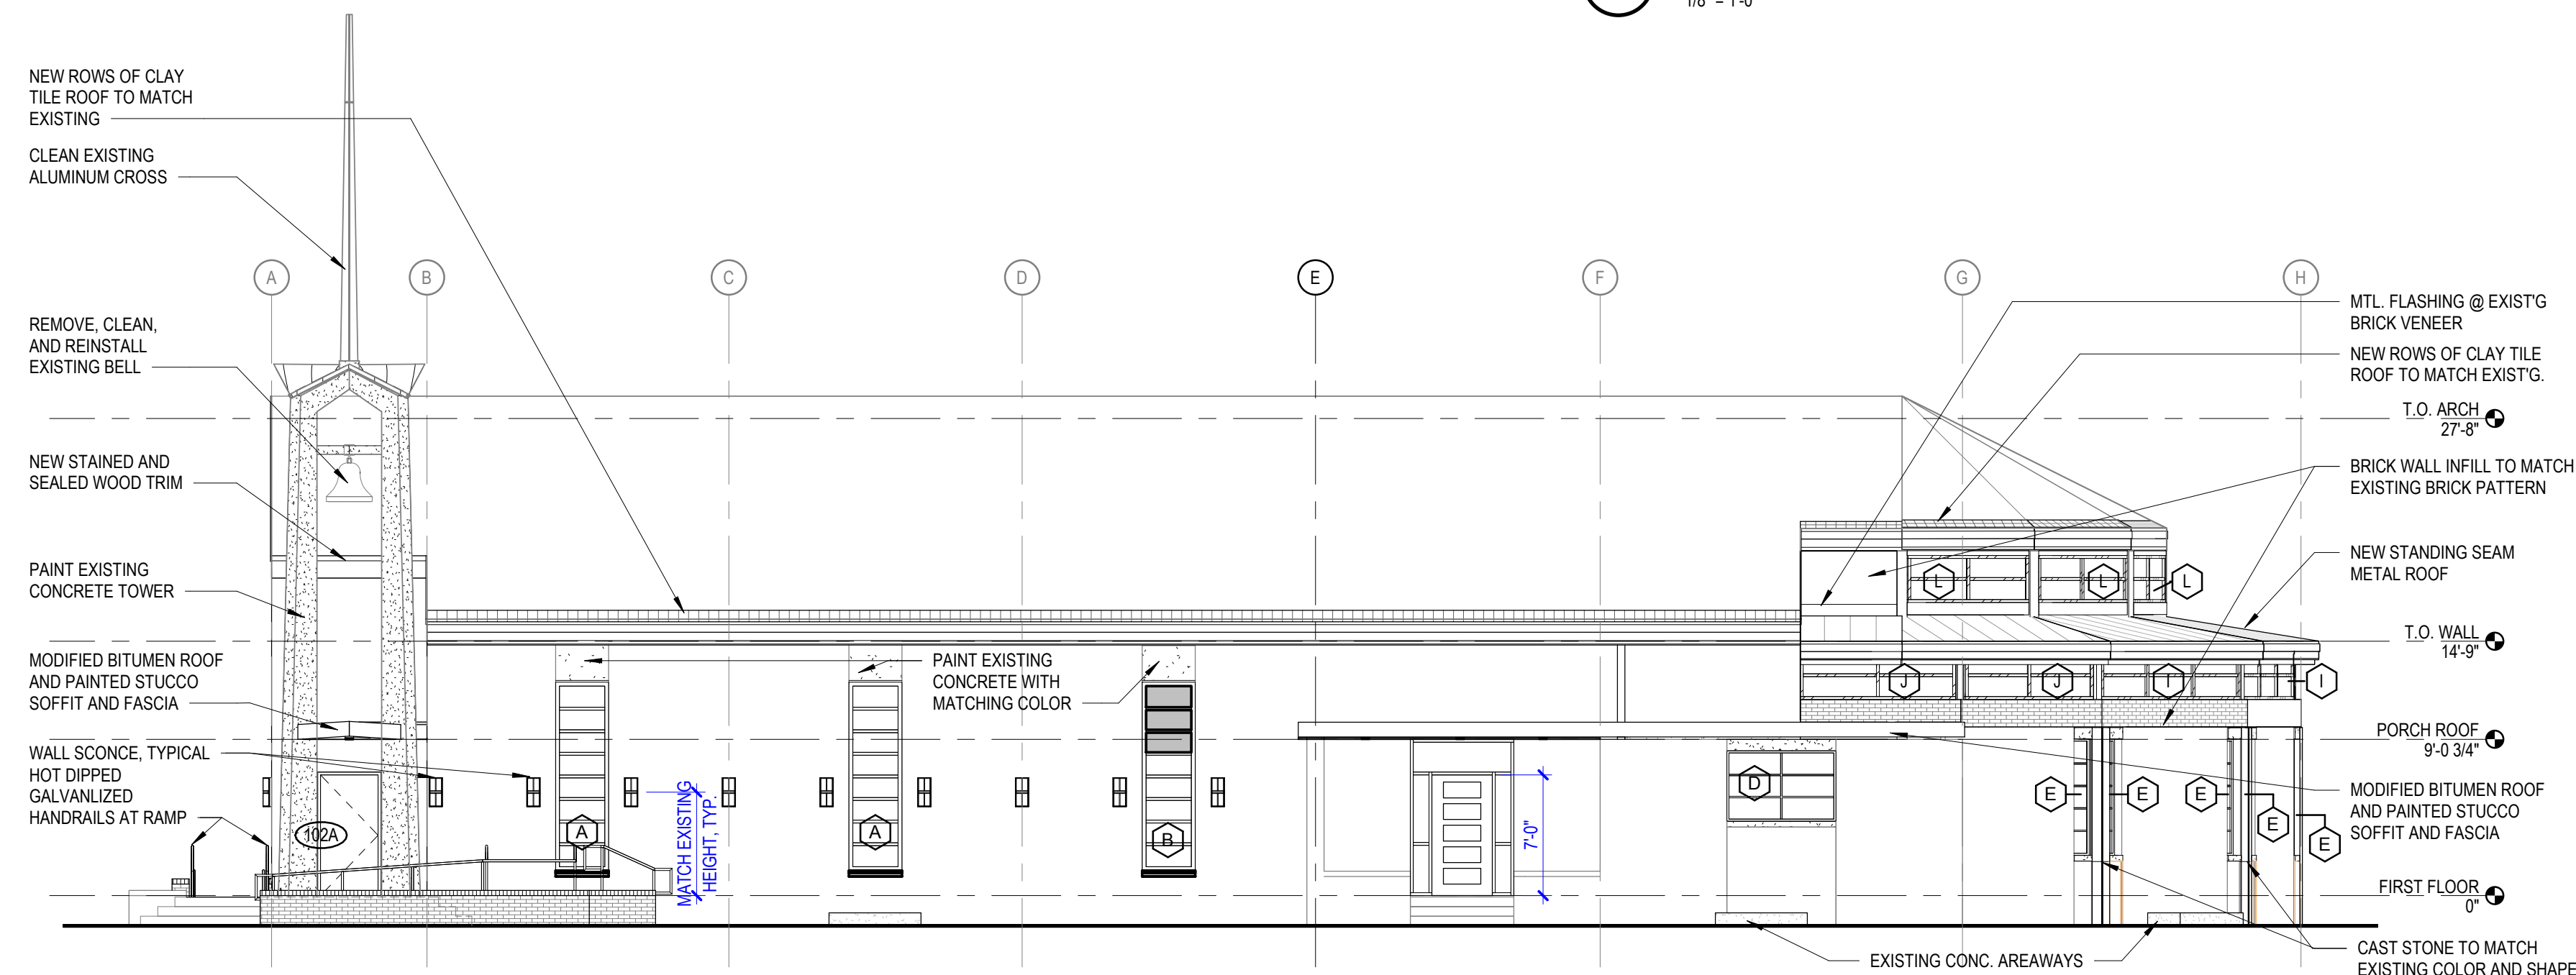 1/8" = 1'-0"
NEW ROWS OF CLAY
TILE ROOF TO MATCH
EXISTING
CLEAN EXISTING
ALUMINUM CROSS
A
B
C
D
E
F
G
H
REMOVE, CLEAN,
AND REINSTALL
EXISTING BELL
NEW STAINED AND
SEALED WOOD TRIM
PAINT EXISTING
CONCRETE TOWER
MODIFIED BITUMEN ROOF
AND PAINTED STUCCO
SOFFIT AND FASCIA
WALL SCONCE, TYPICAL
HOT DIPPED
GALVANLIZED
HANDRAILS AT RAMP
102A
A
MATCH EXISTING
HEIGHT, TYP.
A
PAINT EXISTING
CONCRETE WITH
MATCHING COLOR
B
7'-0"
D
L
L
L
J
J
I
I
E
E
E
E
E
MTL. FLASHING @ EXIST'G
BRICK VENEER
NEW ROWS OF CLAY TILE
ROOF TO MATCH EXIST'G.
T.O. ARCH
27'-8"
BRICK WALL INFILL TO MATCH
EXISTING BRICK PATTERN
NEW STANDING SEAM
METAL ROOF
T.O. WALL
14'-9"
PORCH ROOF
9'-0 3/4"
MODIFIED BITUMEN ROOF
AND PAINTED STUCCO
SOFFIT AND FASCIA
FIRST FLOOR
0"
EXISTING CONC. AREAWAYS
CAST STONE TO MATCH
EXISTING COLOR AND SHAPE